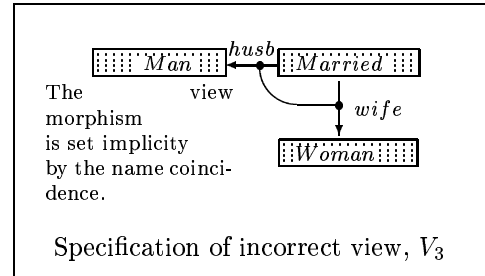 husb
Man Married
The view
morphism
is set implicity
by the name coinci-
dence.
wife
Woman
Specification of incorrect view, V₃